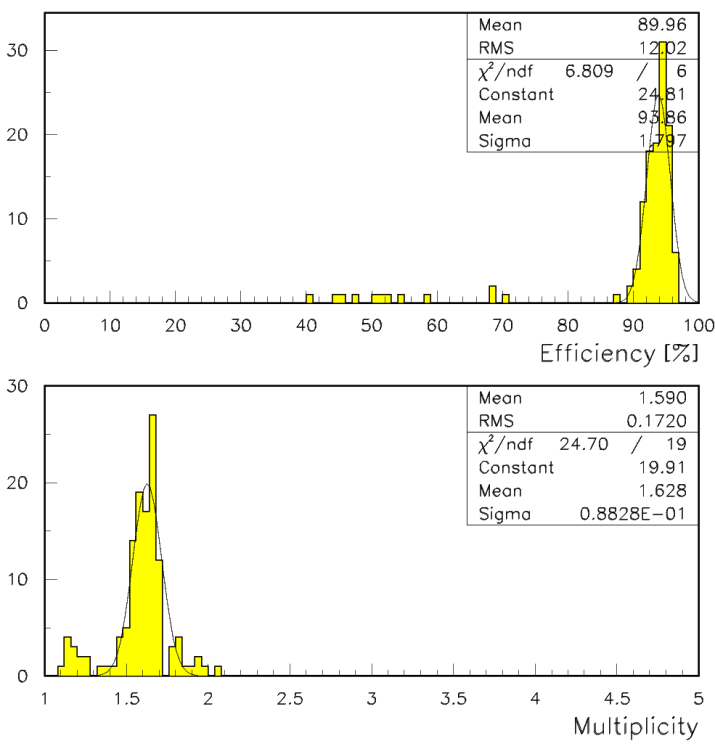 Mean 89.96
RMS 12.02
χ²/ndf 6.809 / 6
Constant 24.81
Mean 93.86
Sigma 1.797
30
20
10
0
0 10 20 30 40 50 60 70 80 90 100
Efficiency [%]
Mean 1.590
RMS 0.1720
χ²/ndf 24.70 / 19
Constant 19.91
Mean 1.628
Sigma 0.8828E−01
30
20
10
0
1 1.5 2 2.5 3 3.5 4 4.5 5
Multiplicity